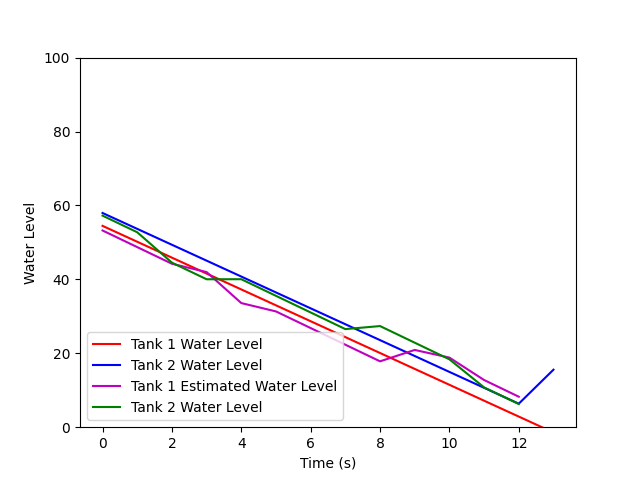 100
80
60
40
20
0
Water Level
Tank 1 Water Level
Tank 2 Water Level
Tank 1 Estimated Water Level
Tank 2 Water Level
0 2 4 6 8 10 12
Time (s)